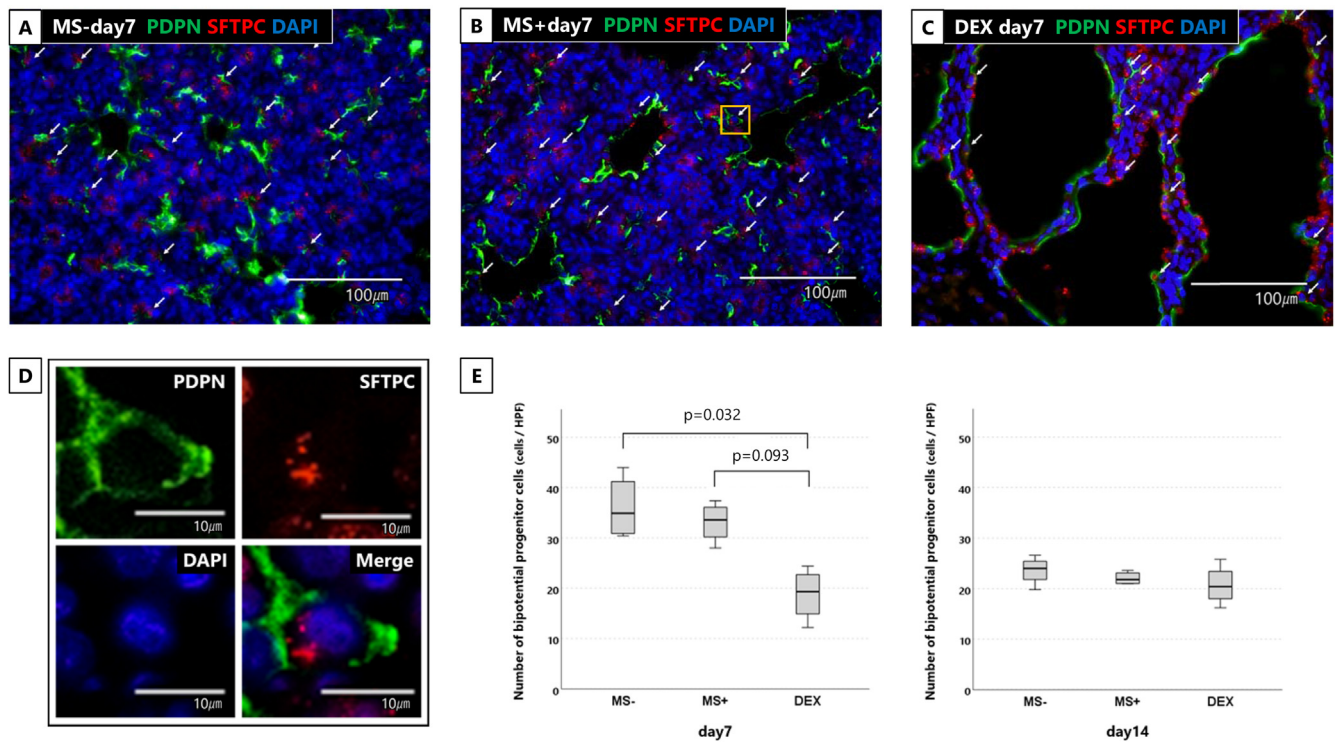 A MS-day7 PDPN SFTPC DAPI
100㎛
B MS+day7 PDPN SFTPC DAPI
100㎛
C DEX day7 PDPN SFTPC DAPI
100㎛
D
PDPN
10㎛
SFTPC
10㎛
DAPI
10㎛
Merge
10㎛
E
Number of bipotential progenitor cells (cells / HPF)
50
40
30
20
10
0
p=0.032
p=0.093
MS- MS+ DEX
day7
Number of bipotential progenitor cells (cells / HPF)
50
40
30
20
10
0
MS- MS+ DEX
day14